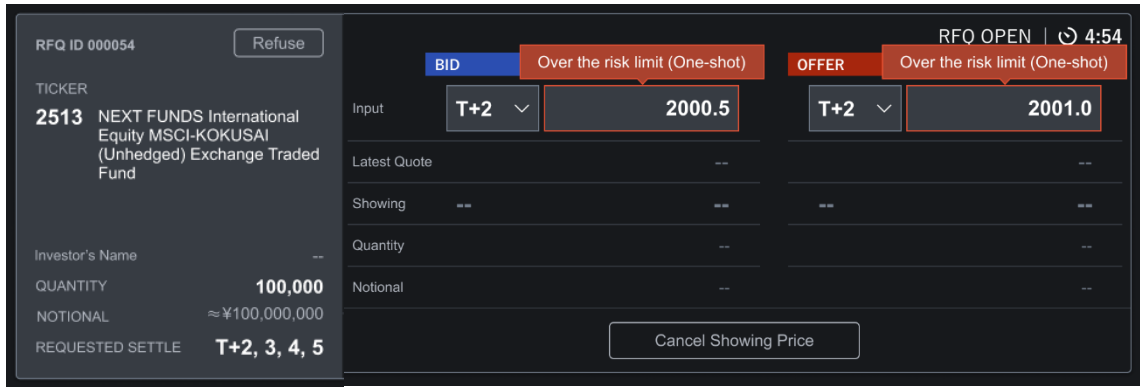 RFQ ID 000054
Refuse
TICKER
2513 NEXT FUNDS International
Equity MSCI-KOKUSAI
(Unhedged) Exchange Traded
Fund
Investor's Name --
QUANTITY 100,000
NOTIONAL ≈¥100,000,000
REQUESTED SETTLE T+2, 3, 4, 5
RFQ OPEN | 4:54
BID Over the risk limit (One-shot) OFFER Over the risk limit (One-shot)
Input T+2 2000.5 T+2 2001.0
Latest Quote -- --
Showing -- -- -- --
Quantity -- --
Notional -- --
Cancel Showing Price